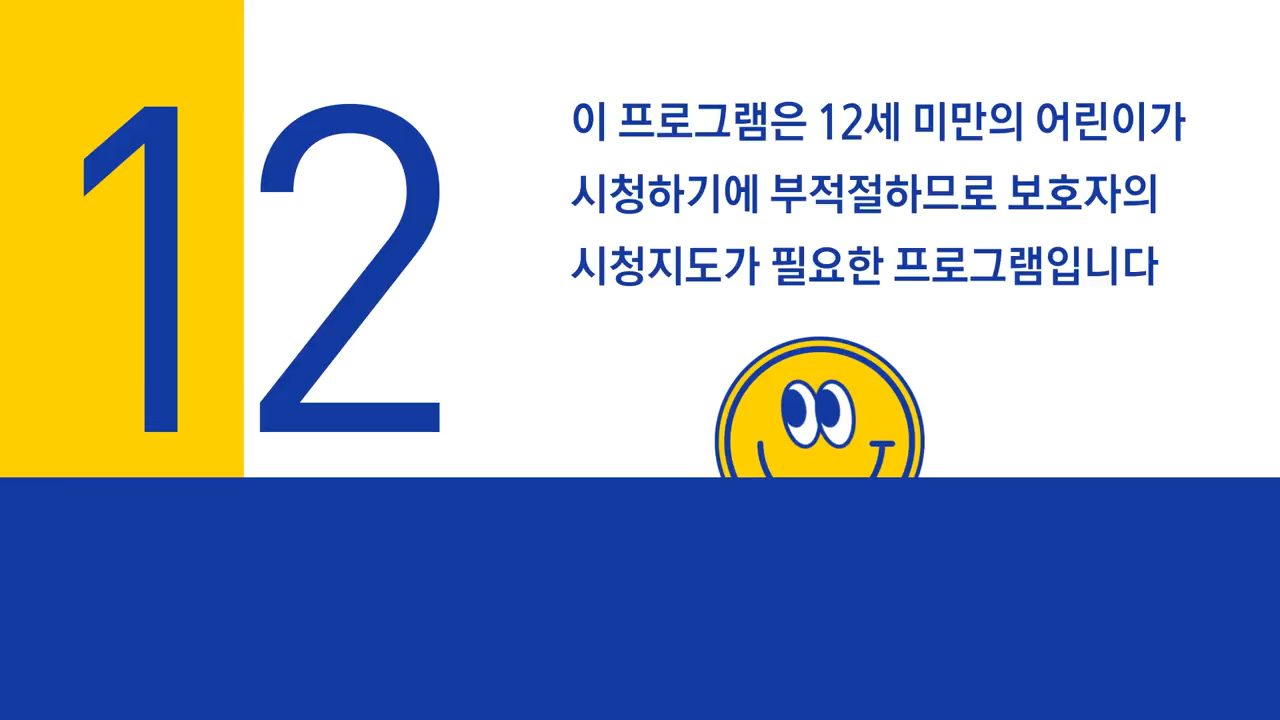 12
이 프로그램은 12세 미만의 어린이가
시청하기에 부적절하므로 보호자의
시청지도가 필요한 프로그램입니다